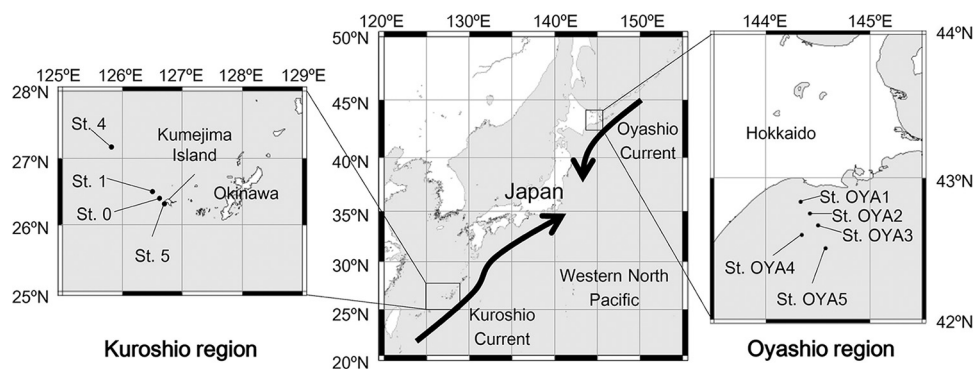 125ºE 126ºE 127ºE 128ºE 129ºE
28ºN
27ºN
26ºN
25ºN
St. 4
Kumejima
Island
St. 1
St. 0
Okinawa
St. 5
Kuroshio region
120ºE 130ºE 140ºE 150ºE
50ºN
45ºN
40ºN
35ºN
30ºN
25ºN
20ºN
Oyashio
Current
Japan
Western North
Pacific
Kuroshio
Current
144ºE 145ºE
44ºN
43ºN
42ºN
Hokkaido
St. OYA1
St. OYA2
St. OYA3
St. OYA4
St. OYA5
Oyashio region